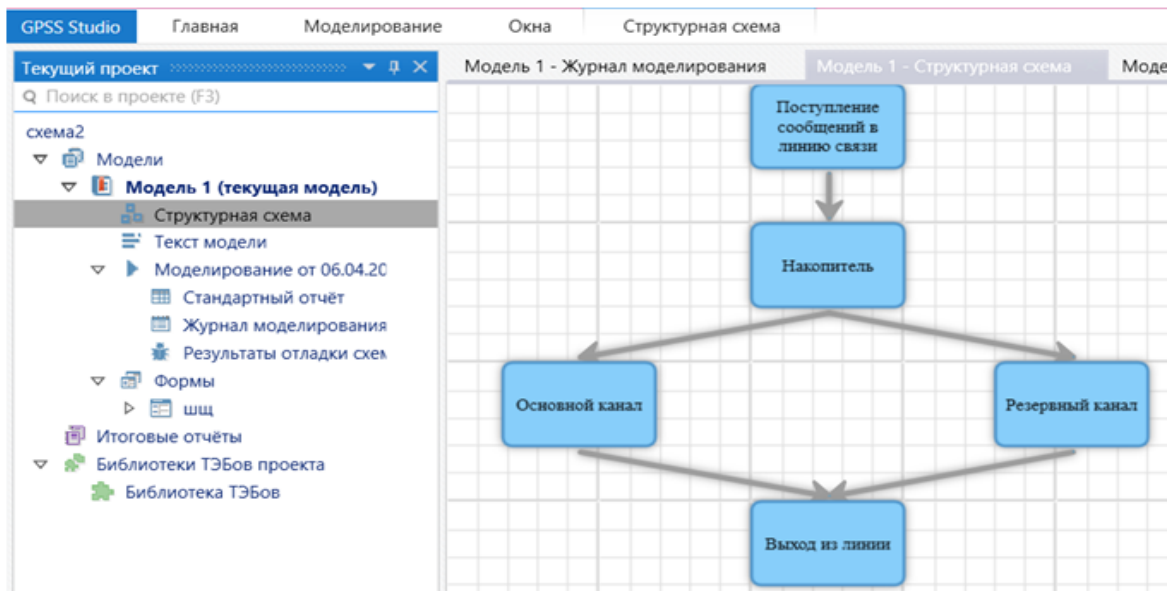 GPSS Studio Главная Моделирование Окна Структурная схема
Текущий проект
Поиск в проекте (F3)
схема2
Модели
Модель 1 (текущая модель)
Структурная схема
Текст модели
Моделирование от 06.04.20
Стандартный отчёт
Журнал моделирования
Результаты отладки схем
Формы
шщ
Итоговые отчёты
Библиотеки ТЭБов проекта
Библиотека ТЭБов
Модель 1 - Журнал моделирования Модель 1 - Структурная схема Моде
Поступление
сообщений в
линию связи
Накопитель
Основной канал
Резервный канал
Выход из линии